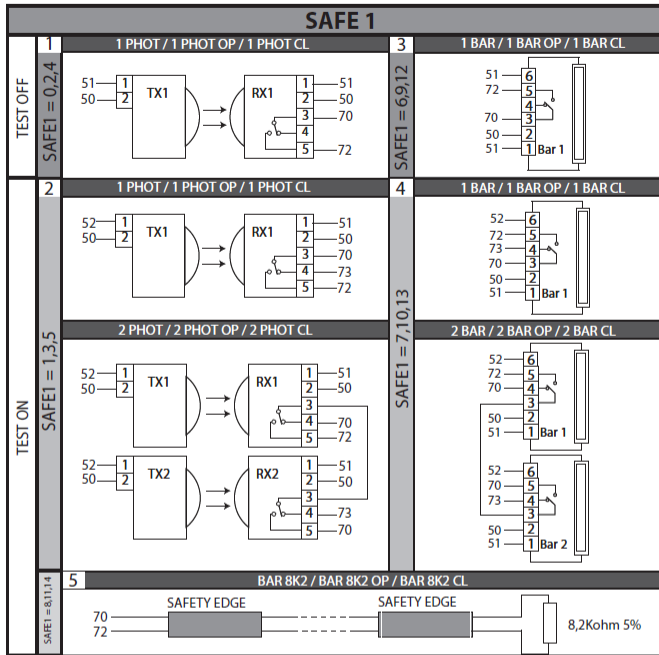 SAFE 1
TEST OFF
SAFE1 = 0,2,4
1
1 PHOT / 1 PHOT OP / 1 PHOT CL
51 1
50 2
TX1
RX1
1 51
2 50
3 70
4
5 72
SAFE1 = 6,9,12
3
1 BAR / 1 BAR OP / 1 BAR CL
51 6
72 5
4
70 3
50 2
51 1 Bar 1
TEST ON
SAFE1 = 1,3,5
2
1 PHOT / 1 PHOT OP / 1 PHOT CL
52 1
50 2
TX1
RX1
1 51
2 50
3 70
4 73
5 72
SAFE1 = 7,10,13
4
1 BAR / 1 BAR OP / 1 BAR CL
52 6
72 5
73 4
70 3
50 2
51 1 Bar 1
2 PHOT / 2 PHOT OP / 2 PHOT CL
52 1
50 2
TX1
RX1
1 51
2 50
3
4 70
5 72
52 1
50 2
TX2
RX2
1 51
2 50
3
4 73
5 70
2 BAR / 2 BAR OP / 2 BAR CL
52 6
72 5
70 4
3
50 2
51 1 Bar 1
52 6
70 5
73 4
3
50 2
51 1 Bar 2
SAFE1 = 8,11,14
5
BAR 8K2 / BAR 8K2 OP / BAR 8K2 CL
SAFETY EDGE SAFETY EDGE
70
72
8,2Kohm 5%